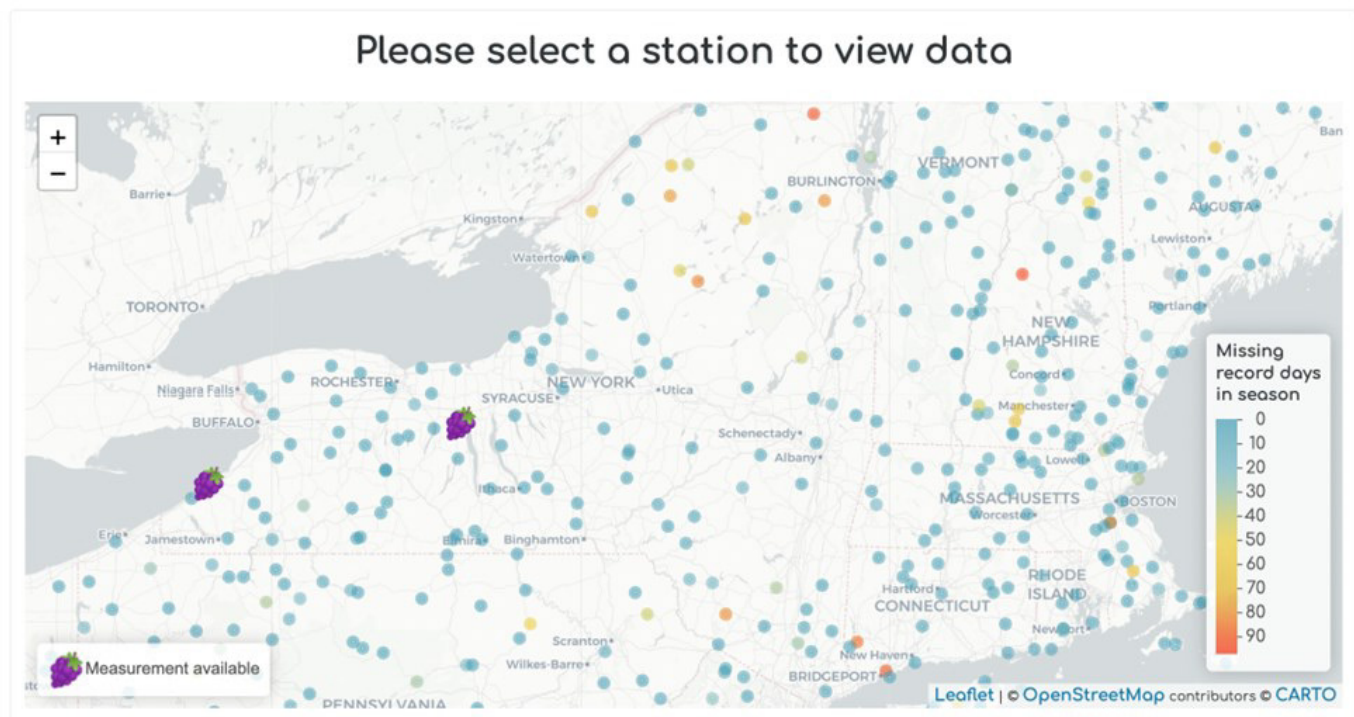 Please select a station to view data
+
−
Barrie
Kingston
Watertown
TORONTO
Hamilton
Niagara Falls
Niagara Falls
BUFFALO
ROCHESTER
SYRACUSE
NEW YORK
Utica
Schenectady
Albany
Ithaca
Erie
Jamestown
Elmira
Binghamton
Scranton
Wilkes-Barre
PENNSYLVANIA
BURLINGTON
VERMONT
Ban
AUGUSTA
Lewiston
Portland
NEW
HAMPSHIRE
Concord
Manchester
Lowell
MASSACHUSETTS
BOSTON
Worcester
Hartford
CONNECTICUT
RHODE
ISLAND
Newport
New Haven
BRIDGEPORT
Missing
record days
in season
0
10
20
30
40
50
60
70
80
90
Measurement available
Leaflet | © OpenStreetMap contributors © CARTO